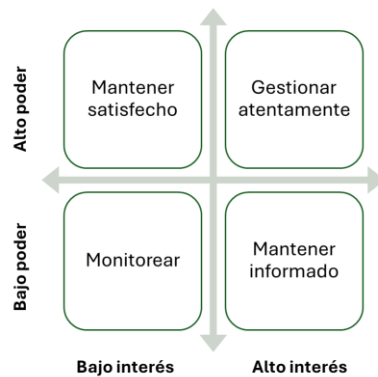 Alto poder
Mantener
satisfecho
Gestionar
atentamente
Bajo poder
Monitorear
Mantener
informado
Bajo interés
Alto interés